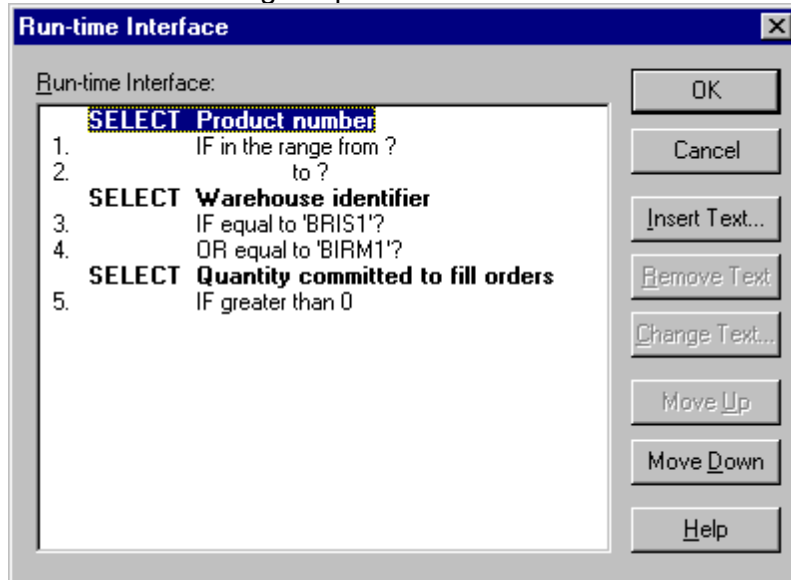 Run-time Interface
Run-time Interface:
SELECT Product number
1. IF in the range from ?
2. to ?
SELECT Warehouse identifier
3. IF equal to 'BRIS1'?
4. OR equal to 'BIRM1'?
SELECT Quantity committed to fill orders
5. IF greater than 0
OK
Cancel
Insert Text...
Remove Text
Change Text...
Move Up
Move Down
Help